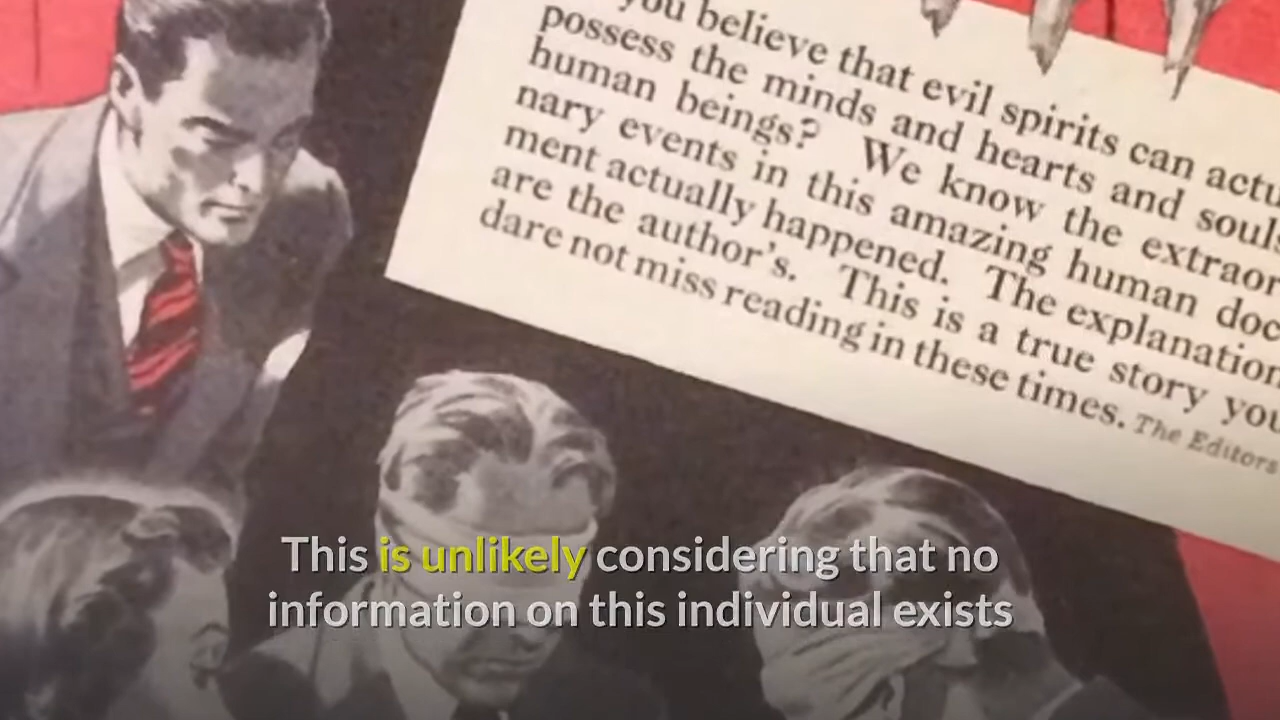 you believe that evil spirits can actu
possess the minds and hearts and souls
human beings? We know the extraor
nary events in this amazing human doc
ment actually happened. The explanation
are the author's. This is a true story you
dare not miss reading in these times. The Editors
This is unlikely considering that no
information on this individual exists